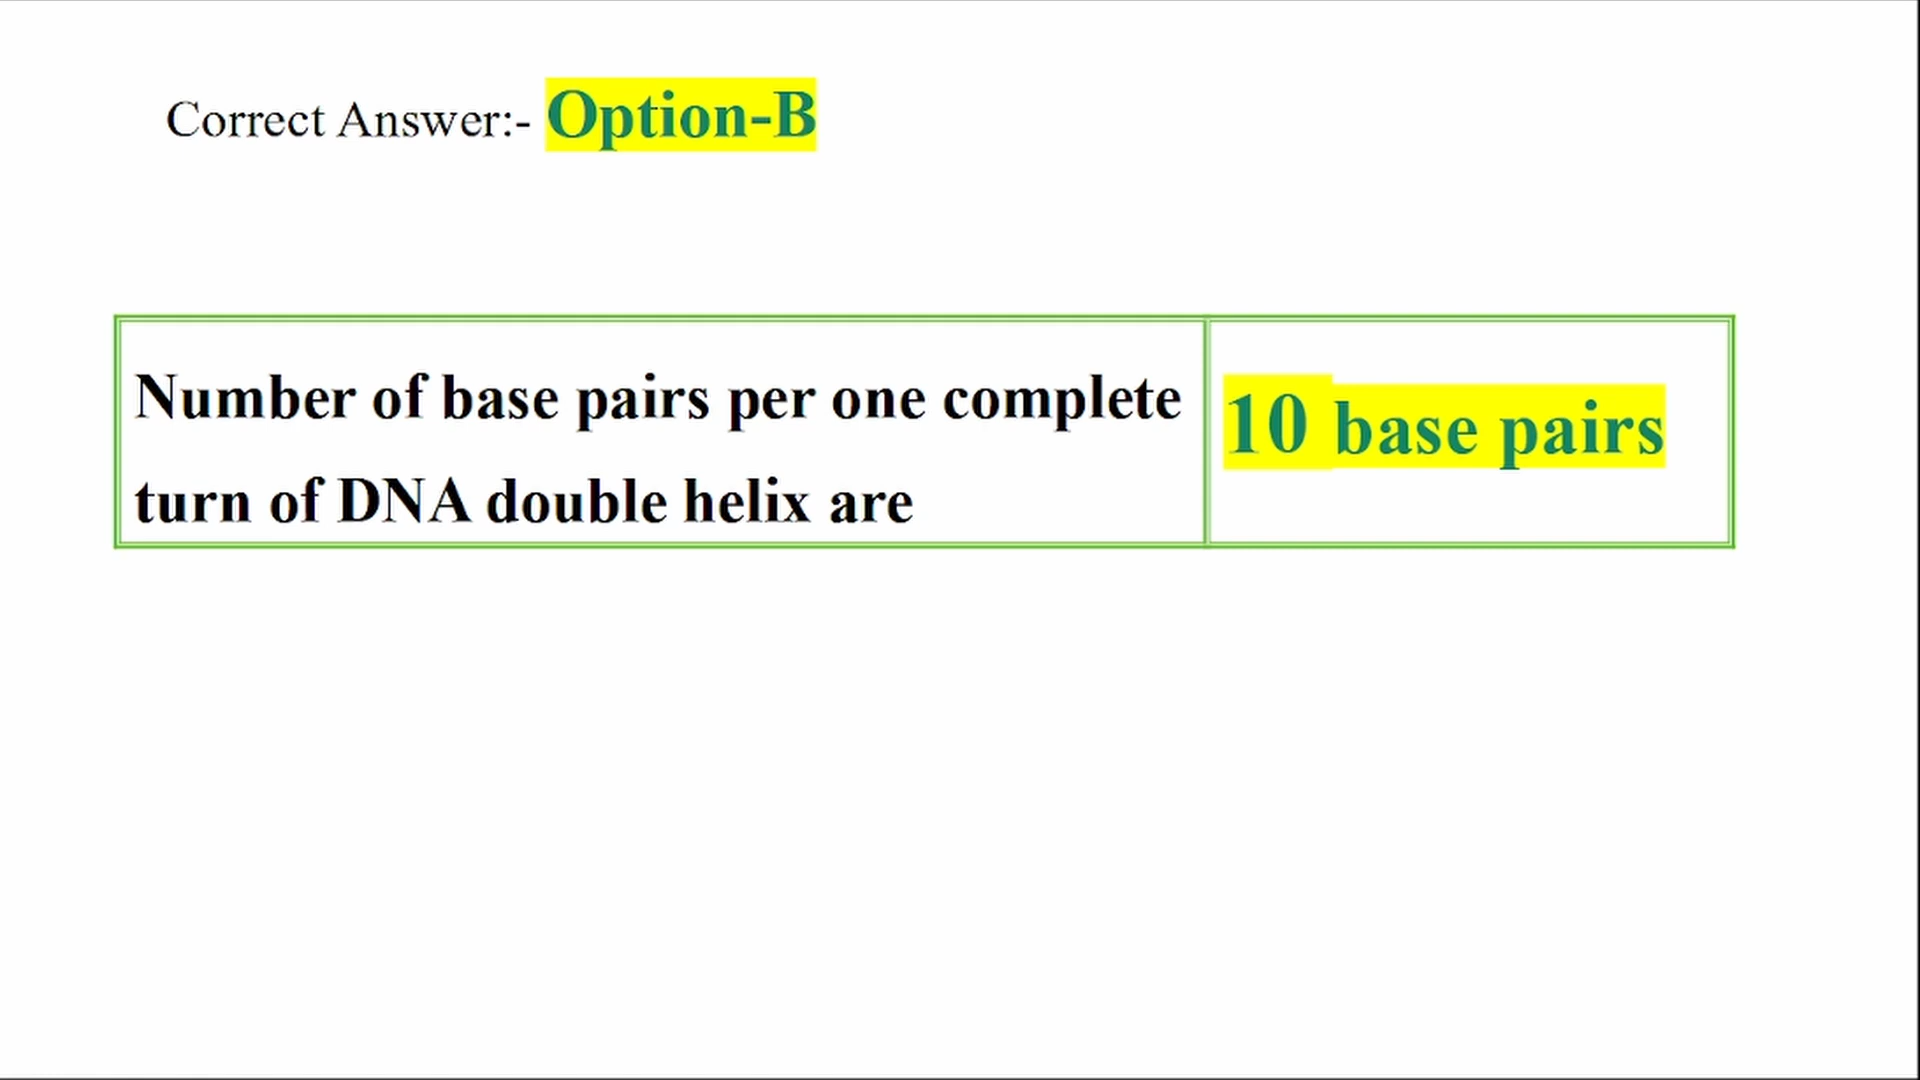 Correct Answer:- Option-B
Number of base pairs per one complete
turn of DNA double helix are
10 base pairs